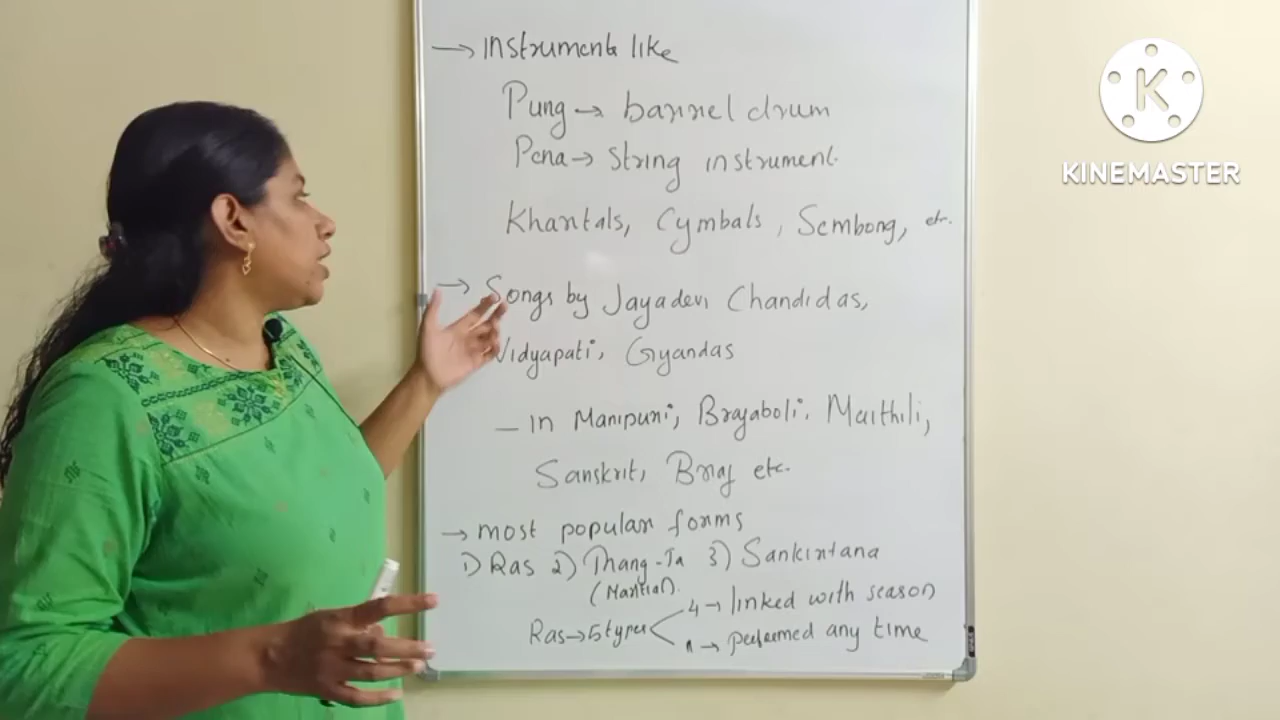 → Instruments like
Pung → barrel drum
Pena → String instrument.
Khartals, Cymbals, Sembong, etc.
→ Songs by Jayadev, Chandidas,
Vidyapati, Gyandas
– In Manipuri, Brajaboli, Maithili,
Sanskrit, Briaj etc.
→ most popular forms
1) Ras 2) Thang-Ta 3) Sankirtana
(Martial).
4 → linked with season
Ras → 5 types
1 → performed any time
K
KINEMASTER